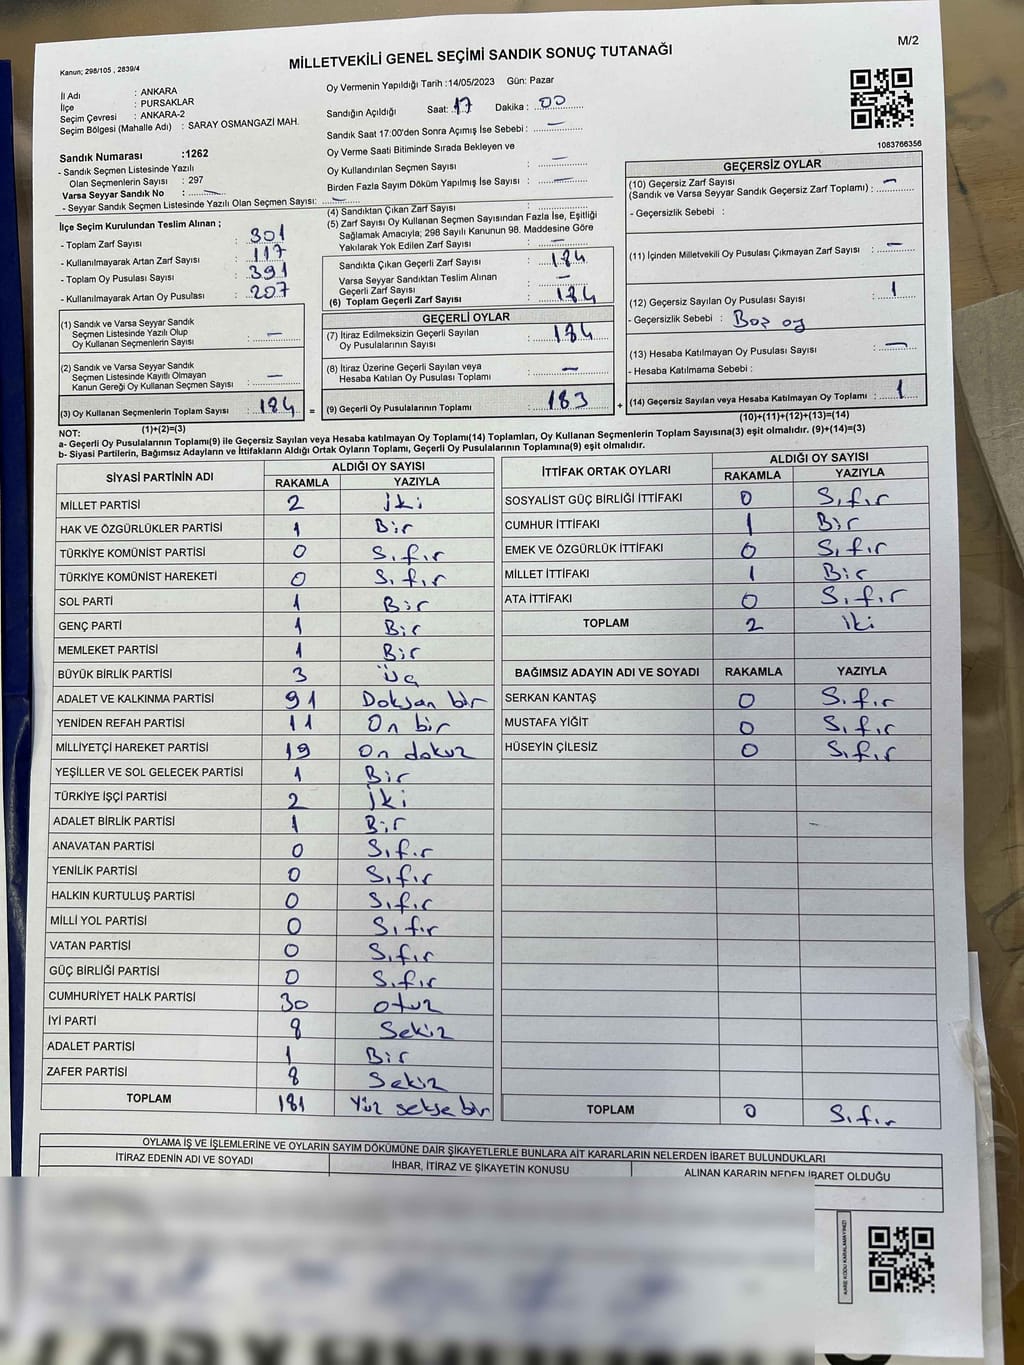 M/2
Kanun; 298/105 , 2839/4
MİLLETVEKİLİ GENEL SEÇİMİ SANDIK SONUÇ TUTANAĞI
İl Adı : ANKARA
İlçe : PURSAKLAR
Seçim Çevresi : ANKARA-2
Seçim Bölgesi (Mahalle Adı) : SARAY OSMANGAZİ MAH.
Oy Vermenin Yapıldığı Tarih :14/05/2023 Gün: Pazar
Sandığın Açıldığı Saat: 17 Dakika : 00
Sandık Saat 17:00'den Sonra Açımış İse Sebebi : —
Oy Verme Saati Bitiminde Sırada Bekleyen ve
Oy Kullandırılan Seçmen Sayısı : —
Birden Fazla Sayım Döküm Yapılmış İse Sayısı : —
1083766356
Sandık Numarası :1262
- Sandık Seçmen Listesinde Yazılı
Olan Seçmenlerin Sayısı : 297
Varsa Seyyar Sandık No : —
- Seyyar Sandık Seçmen Listesinde Yazılı Olan Seçmen Sayısı: —
İlçe Seçim Kurulundan Teslim Alınan ;
- Toplam Zarf Sayısı : 301
- Kullanılmayarak Artan Zarf Sayısı : 117
- Toplam Oy Pusulası Sayısı : 391
- Kullanılmayarak Artan Oy Pusulası : 207
(1) Sandık ve Varsa Seyyar Sandık
Seçmen Listesinde Yazılı Olup
Oy Kullanan Seçmenlerin Sayısı : —
(2) Sandık ve Varsa Seyyar Sandık
Seçmen Listesinde Kayıtlı Olmayan
Kanun Gereği Oy Kullanan Seçmen Sayısı : —
(3) Oy Kullanan Seçmenlerin Toplam Sayısı : 184 =
(1)+(2)=(3)
(4) Sandıktan Çıkan Zarf Sayısı :
(5) Zarf Sayısı Oy Kullanan Seçmen Sayısından Fazla İse, Eşitliği
Sağlamak Amacıyla; 298 Sayılı Kanunun 98. Maddesine Göre
Yakılarak Yok Edilen Zarf Sayısı : —
Sandıkta Çıkan Geçerli Zarf Sayısı : 184
Varsa Seyyar Sandıktan Teslim Alınan
Geçerli Zarf Sayısı : —
(6) Toplam Geçerli Zarf Sayısı : 184
GEÇERLİ OYLAR
(7) İtiraz Edilmeksizin Geçerli Sayılan
Oy Pusulalarının Sayısı : 184
(8) İtiraz Üzerine Geçerli Sayılan veya
Hesaba Katılan Oy Pusulası Toplamı : —
(9) Geçerli Oy Pusulalarının Toplamı : 183 +
GEÇERSİZ OYLAR
(10) Geçersiz Zarf Sayısı
(Sandık ve Varsa Seyyar Sandık Geçersiz Zarf Toplamı) : —
- Geçersizlik Sebebi :
(11) İçinden Milletvekili Oy Pusulası Çıkmayan Zarf Sayısı : —
(12) Geçersiz Sayılan Oy Pusulası Sayısı : 1
- Geçersizlik Sebebi : Boş oy
(13) Hesaba Katılmayan Oy Pusulası Sayısı : —
- Hesaba Katılmama Sebebi :
(14) Geçersiz Sayılan veya Hesaba Katılmayan Oy Toplamı : 1
(10)+(11)+(12)+(13)=(14)
NOT:
a- Geçerli Oy Pusulalarının Toplamı(9) ile Geçersiz Sayılan veya Hesaba katılmayan Oy Toplamı(14) Toplamları, Oy Kullanan Seçmenlerin Toplam Sayısına(3) eşit olmalıdır. (9)+(14)=(3)
b- Siyasi Partilerin, Bağımsız Adayların ve İttifakların Aldığı Ortak Oyların Toplamı, Geçerli Oy Pusulalarının Toplamına(9) eşit olmalıdır.
SİYASİ PARTİNİN ADI ALDIĞI OY SAYISI
RAKAMLA YAZIYLA
MİLLET PARTİSİ 2 İki
HAK VE ÖZGÜRLÜKLER PARTİSİ 1 Bir
TÜRKİYE KOMÜNİST PARTİSİ 0 Sıfır
TÜRKİYE KOMÜNİST HAREKETİ 0 Sıfır
SOL PARTİ 1 Bir
GENÇ PARTİ 1 Bir
MEMLEKET PARTİSİ 1 Bir
BÜYÜK BİRLİK PARTİSİ 3 Üç
ADALET VE KALKINMA PARTİSİ 91 Doksan bir
YENİDEN REFAH PARTİSİ 11 On bir
MİLLİYETÇİ HAREKET PARTİSİ 19 On dokuz
YEŞİLLER VE SOL GELECEK PARTİSİ 1 Bir
TÜRKİYE İŞÇİ PARTİSİ 2 İki
ADALET BİRLİK PARTİSİ 1 Bir
ANAVATAN PARTİSİ 0 Sıfır
YENİLİK PARTİSİ 0 Sıfır
HALKIN KURTULUŞ PARTİSİ 0 Sıfır
MİLLİ YOL PARTİSİ 0 Sıfır
VATAN PARTİSİ 0 Sıfır
GÜÇ BİRLİĞİ PARTİSİ 0 Sıfır
CUMHURİYET HALK PARTİSİ 30 otuz
İYİ PARTİ 8 Sekiz
ADALET PARTİSİ 1 Bir
ZAFER PARTİSİ 8 Sekiz
TOPLAM 181 Yüz sekse bir
İTTİFAK ORTAK OYLARI ALDIĞI OY SAYISI
RAKAMLA YAZIYLA
SOSYALİST GÜÇ BİRLİĞİ İTTİFAKI 0 Sıfır
CUMHUR İTTİFAKI 1 Bir
EMEK VE ÖZGÜRLÜK İTTİFAKI 0 Sıfır
MİLLET İTTİFAKI 1 Bir
ATA İTTİFAKI 0 Sıfır
TOPLAM 2 İki
BAĞIMSIZ ADAYIN ADI VE SOYADI RAKAMLA YAZIYLA
SERKAN KANTAŞ 0 Sıfır
MUSTAFA YİĞİT 0 Sıfır
HÜSEYİN ÇİLESİZ 0 Sıfır
TOPLAM 0 Sıfır
OYLAMA İŞ VE İŞLEMLERİNE VE OYLARIN SAYIM DÖKÜMÜNE DAİR ŞİKAYETLERLE BUNLARA AİT KARARLARIN NELERDEN İBARET BULUNDUKLARI
İTİRAZ EDENİN ADI VE SOYADI İHBAR, İTİRAZ VE ŞİKAYETİN KONUSU ALINAN KARARIN NEDEN İBARET OLDUĞU
KARE KODU KARALAMAYINIZ!